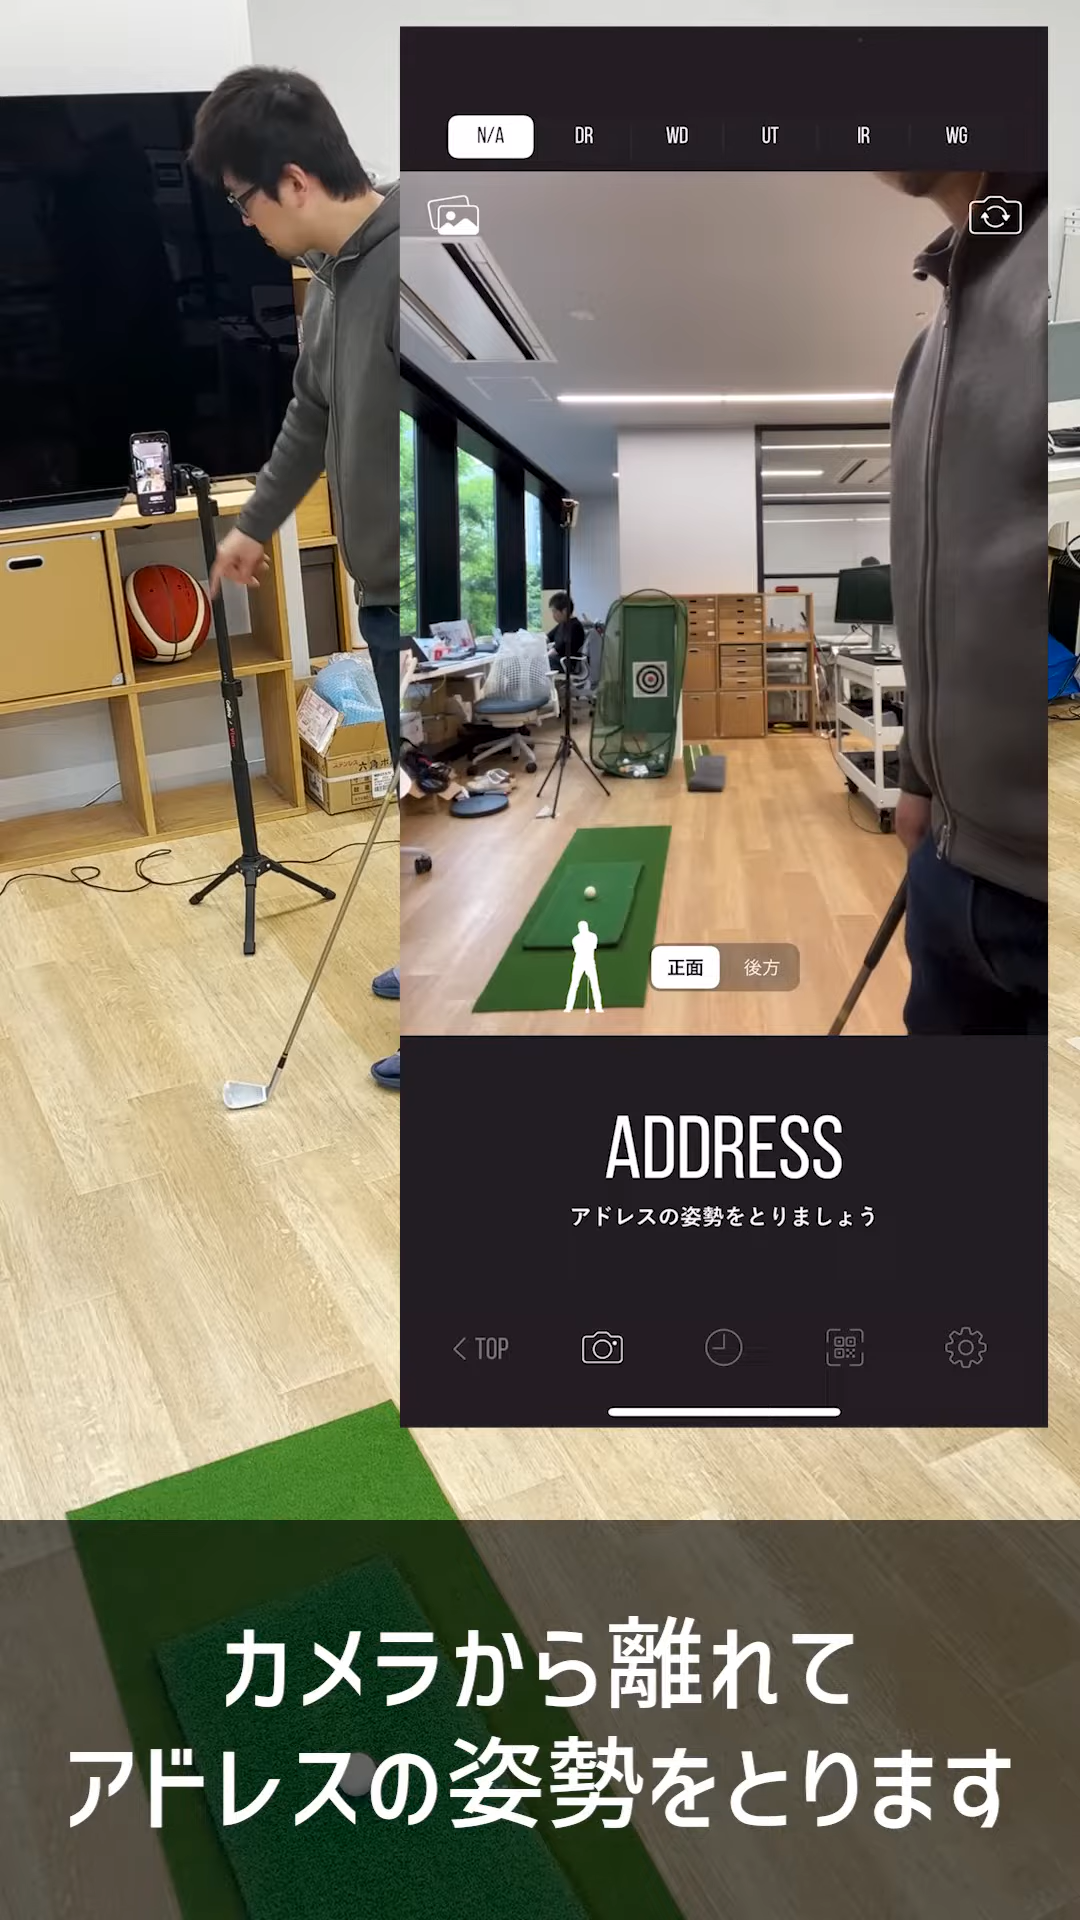 N/A DR WD UT IR WG
正面 後方
ADDRESS
アドレスの姿勢をとりましょう
< TOP
カメラから離れて
アドレスの姿勢をとります